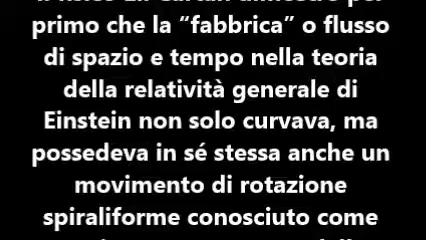 primo che la “fabbrica” o flusso
di spazio e tempo nella teoria
della relatività generale di
Einstein non solo curvava, ma
possedeva in sé stessa anche un
movimento di rotazione
spiraliforme conosciuto come